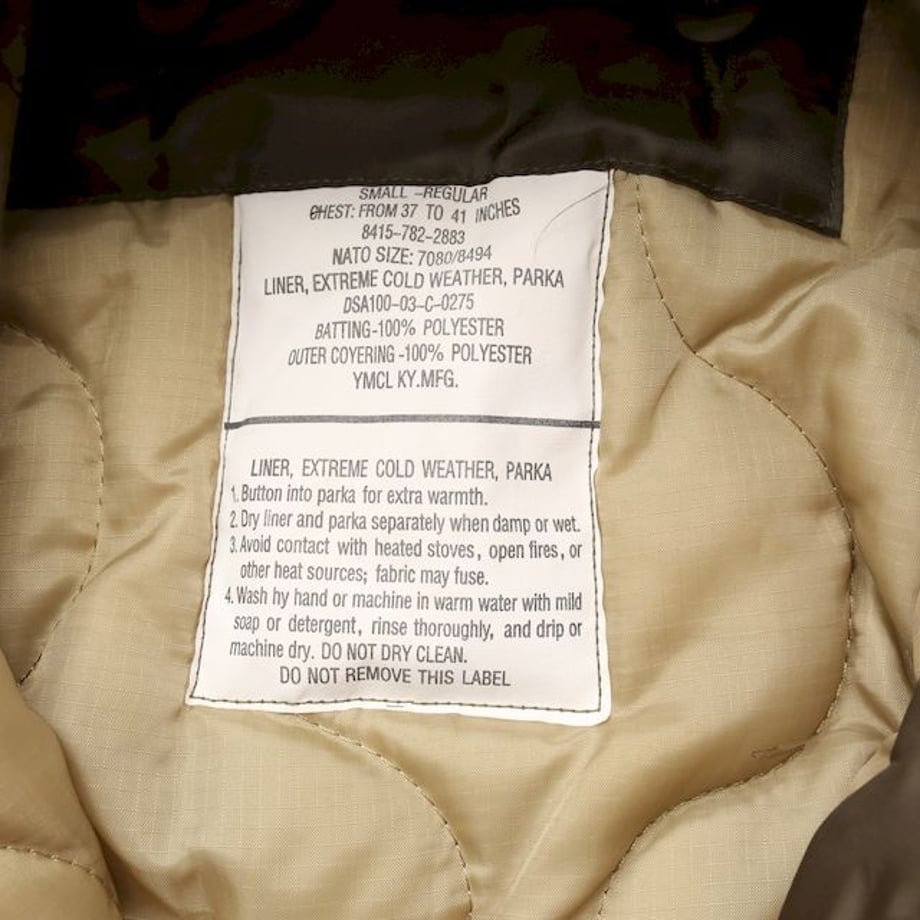 SMALL -REGULAR
CHEST: FROM 37 TO 41 INCHES
8415-782-2883
NATO SIZE: 7080/8494
LINER, EXTREME COLD WEATHER, PARKA
DSA100-03-C-0275
BATTING-100% POLYESTER
OUTER COYERING-100% POLYESTER
YMCL KY.MFG.
LINER, EXTREME COLD WEATHER, PARKA
1. Button into parka for extra warmth.
2. Dry liner and parka separately when damp or wet.
3. Avoid contact with heated stoves, open fires, or
other heat sources; fabric may fuse.
4. Wash hy hand or machine in warm water with mild
soap or detergent, rinse thoroughly, and drip or
machine dry. DO NOT DRY CLEAN.
DO NOT REMOVE THIS LABEL